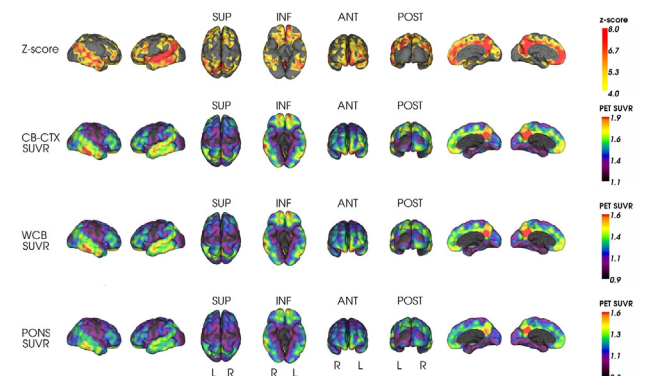 SUP INF ANT POST
z-score
Z-score
8.0
6.7
5.3
4.0
SUP INF ANT POST
PET SUVR
CB-CTX
SUVR
1.9
1.6
1.4
1.1
SUP INF ANT POST
PET SUVR
WCB
SUVR
1.6
1.4
1.1
0.9
SUP INF ANT POST
PET SUVR
PONS
SUVR
1.6
1.3
1.1
L R R L R L L R